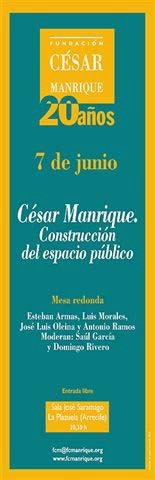 FUNDACIÓN
CÉSAR
MANRIQUE
20 años
7 de junio
César Manrique.
Construcción
del espacio público
Mesa redonda
Esteban Armas, Luis Morales,
José Luis Olcina y Antonio Ramos
Moderan: Saúl García
y Domingo Rivero
Entrada libre
Sala José Saramago
La Plazuela (Arrecife)
20,30 h
fcm@fcmanrique.org
www.fcmanrique.org